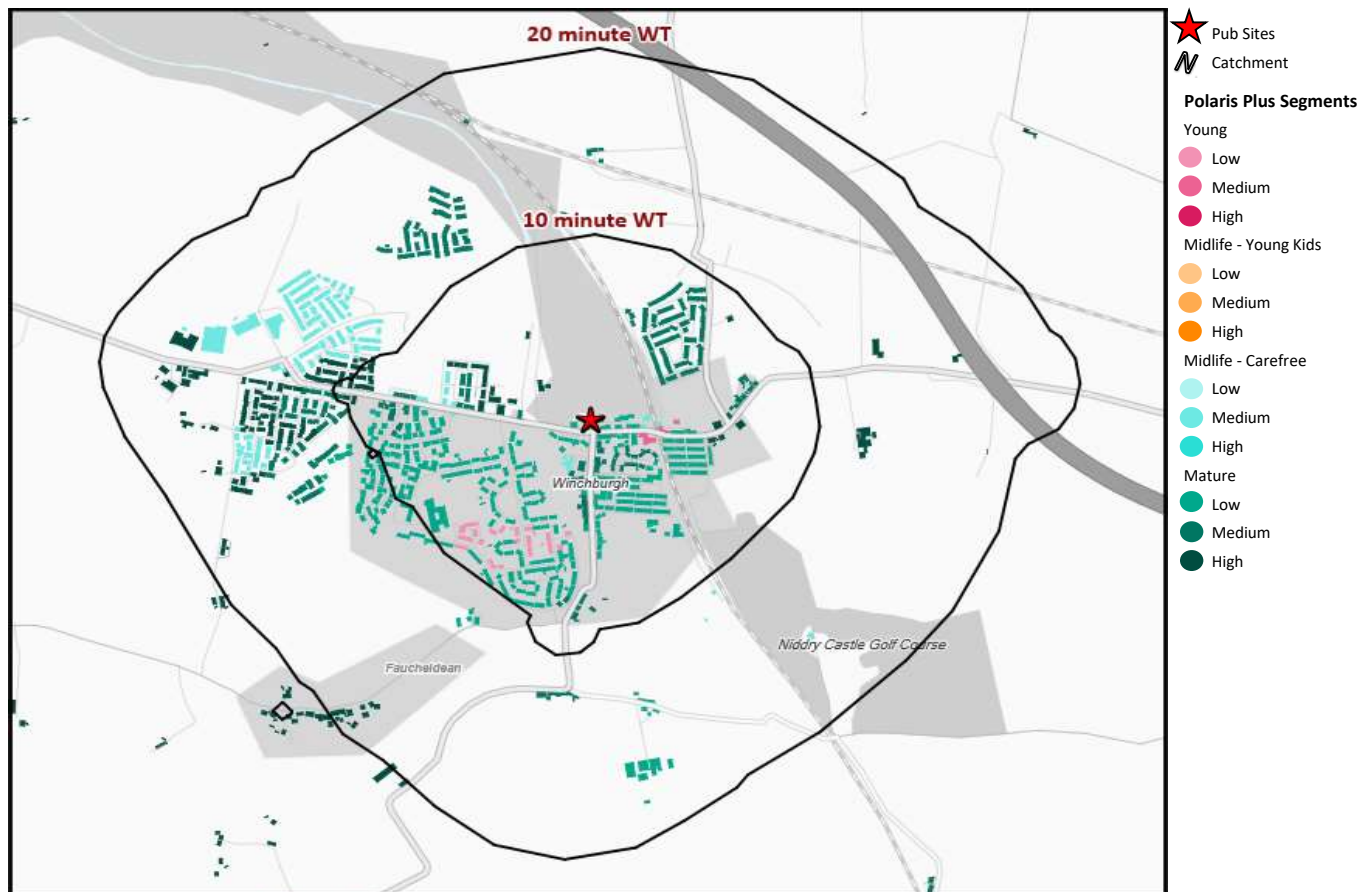 20 minute WT
10 minute WT
Winchburgh
Niddry Castle Golf Course
Faucheldean
Pub Sites
Catchment
Polaris Plus Segments
Young
Low
Medium
High
Midlife - Young Kids
Low
Medium
High
Midlife - Carefree
Low
Medium
High
Mature
Low
Medium
High